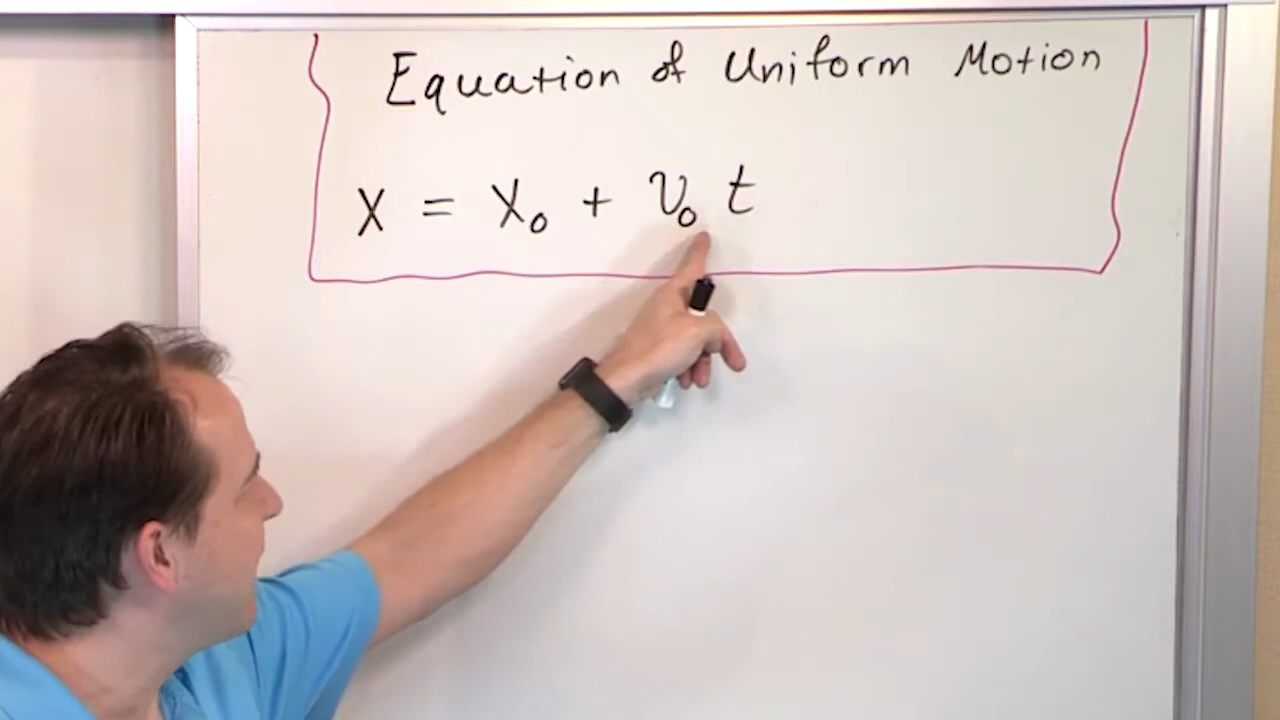 Equation of Uniform Motion
X = X₀ + v₀ t